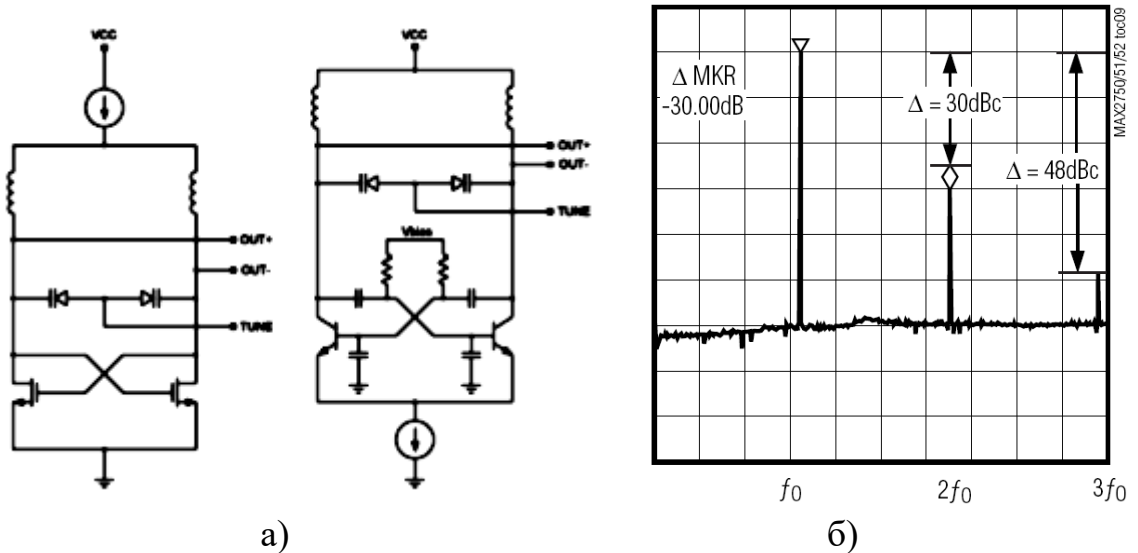 VCC
OUT+
OUT-
TUNE
VCC
OUT+
OUT-
TUNE
Vbias
а)
Δ MKR
-30.00dB
Δ = 30dBc
Δ = 48dBc
MAX2750/51/52 toc09
f0
2f0
3f0
б)